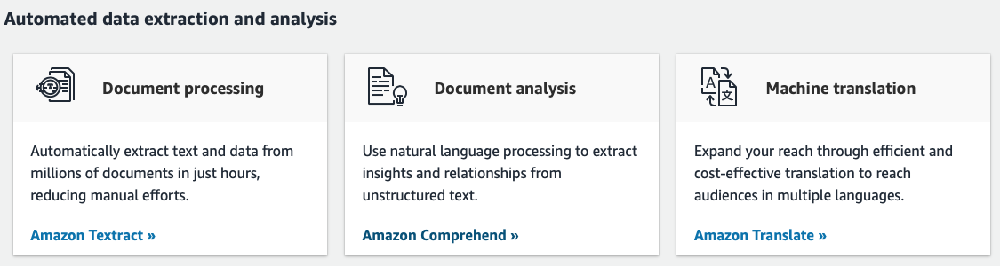 Automated data extraction and analysis
Document processing
Automatically extract text and data from
millions of documents in just hours,
reducing manual efforts.
Amazon Textract »
Document analysis
Use natural language processing to extract
insights and relationships from
unstructured text.
Amazon Comprehend »
A
文
Machine translation
Expand your reach through efficient and
cost-effective translation to reach
audiences in multiple languages.
Amazon Translate »